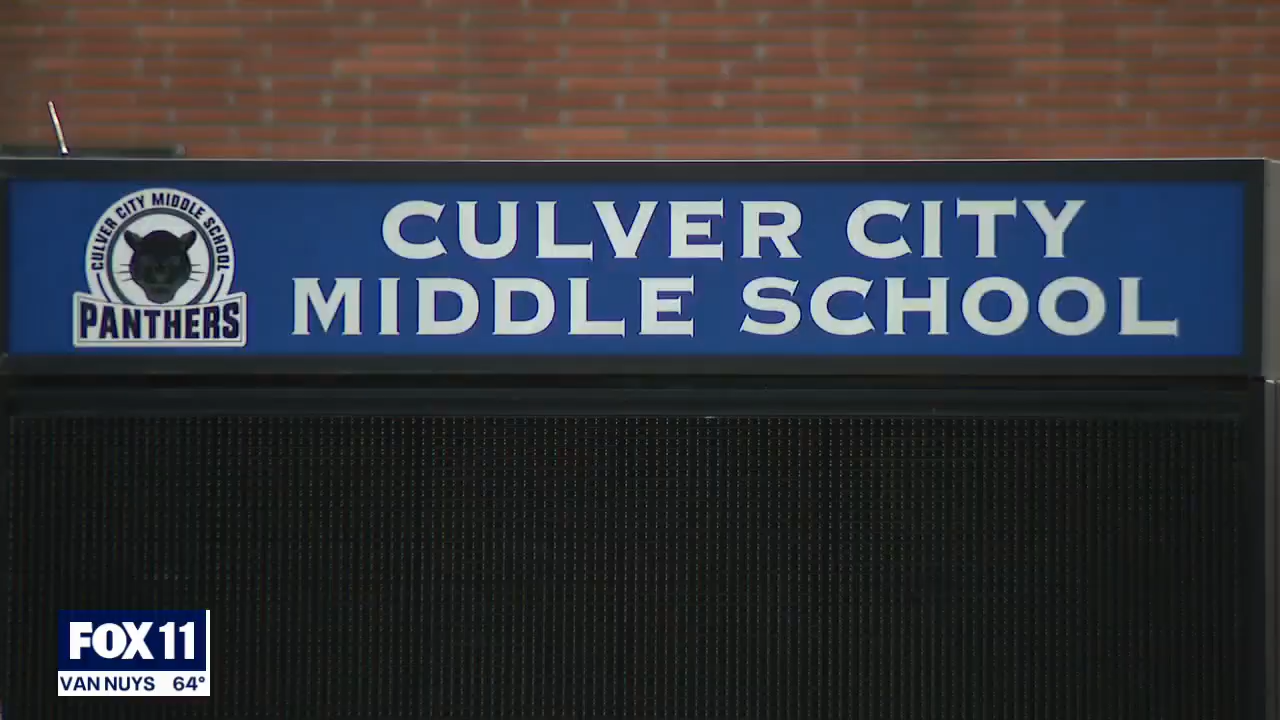 CULVER CITY MIDDLE SCHOOL
PANTHERS
CULVER CITY
MIDDLE SCHOOL
FOX 11
VAN NUYS 64°